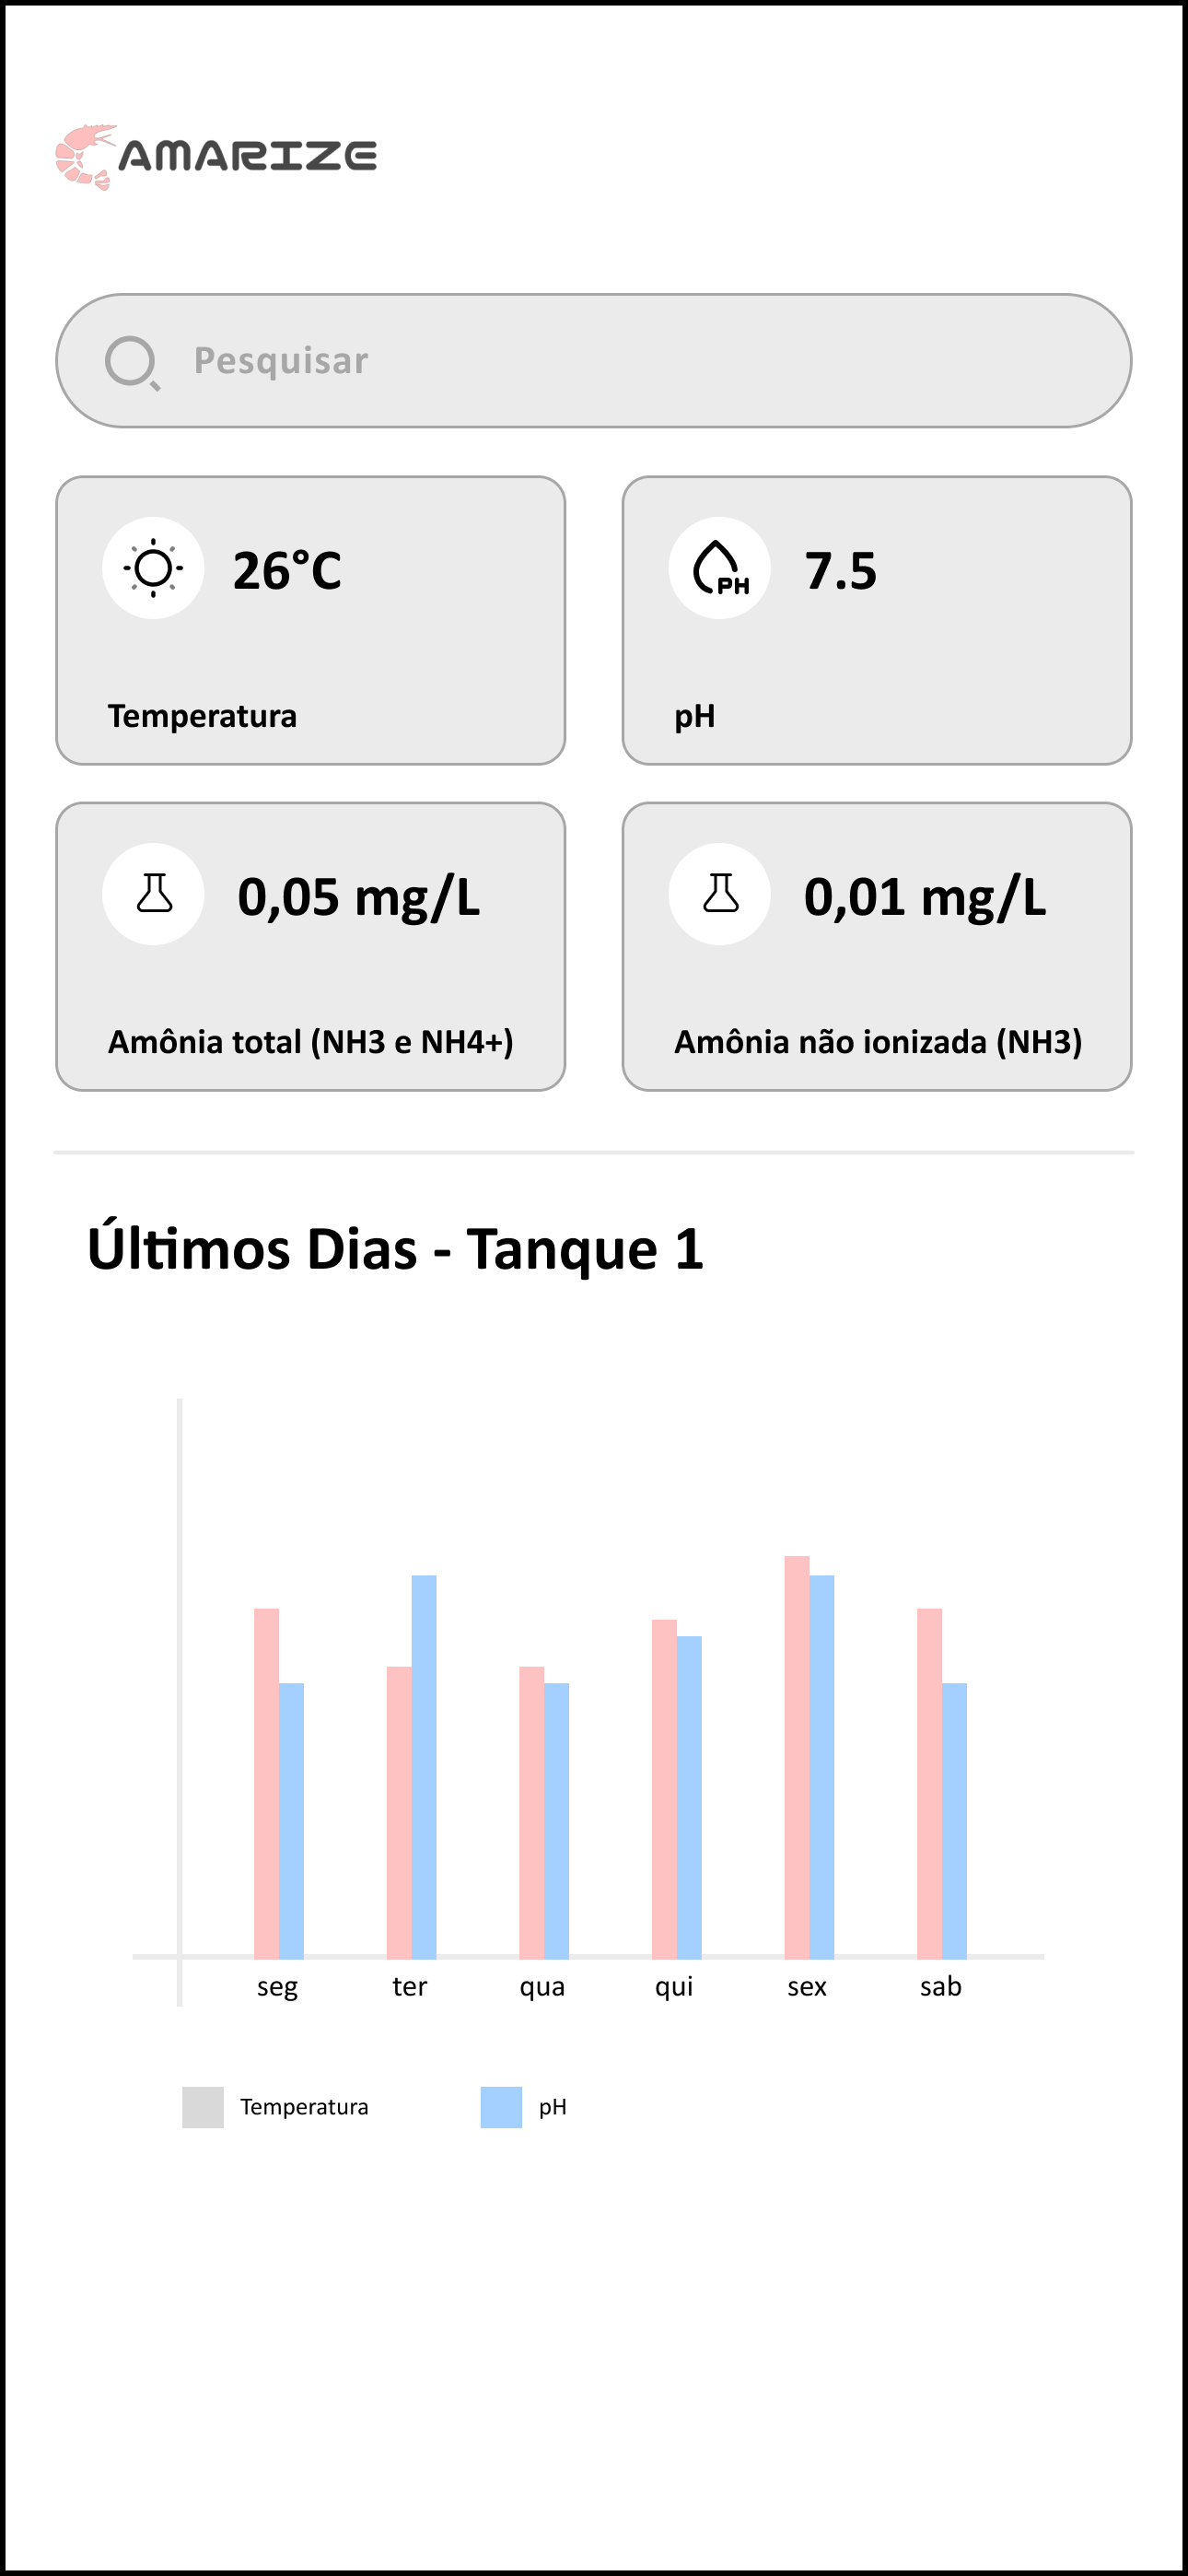 AMARIZE
Pesquisar
26°C
7.5
PH
Temperatura
pH
0,05 mg/L
0,01 mg/L
Amônia total (NH3 e NH4+)
Amônia não ionizada (NH3)
Últimos Dias - Tanque 1
seg ter qua qui sex sab
Temperatura pH